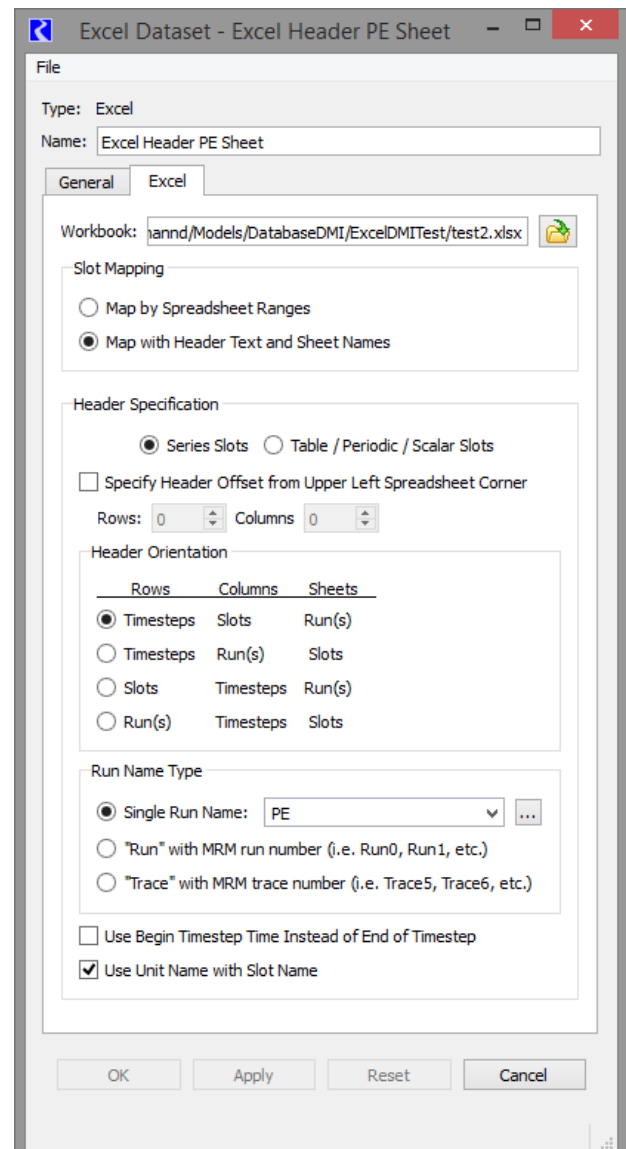 Excel Dataset - Excel Header PE Sheet
File
Type: Excel
Name: Excel Header PE Sheet
General Excel
Workbook: hannd/Models/DatabaseDMI/ExcelDMITest/test2.xlsx
Slot Mapping
Map by Spreadsheet Ranges
Map with Header Text and Sheet Names
Header Specification
Series Slots Table / Periodic / Scalar Slots
Specify Header Offset from Upper Left Spreadsheet Corner
Rows: 0 Columns 0
Header Orientation
Rows Columns Sheets
Timesteps Slots Run(s)
Timesteps Run(s) Slots
Slots Timesteps Run(s)
Run(s) Timesteps Slots
Run Name Type
Single Run Name: PE ...
"Run" with MRM run number (i.e. Run0, Run1, etc.)
"Trace" with MRM trace number (i.e. Trace5, Trace6, etc.)
Use Begin Timestep Time Instead of End of Timestep
Use Unit Name with Slot Name
OK Apply Reset Cancel